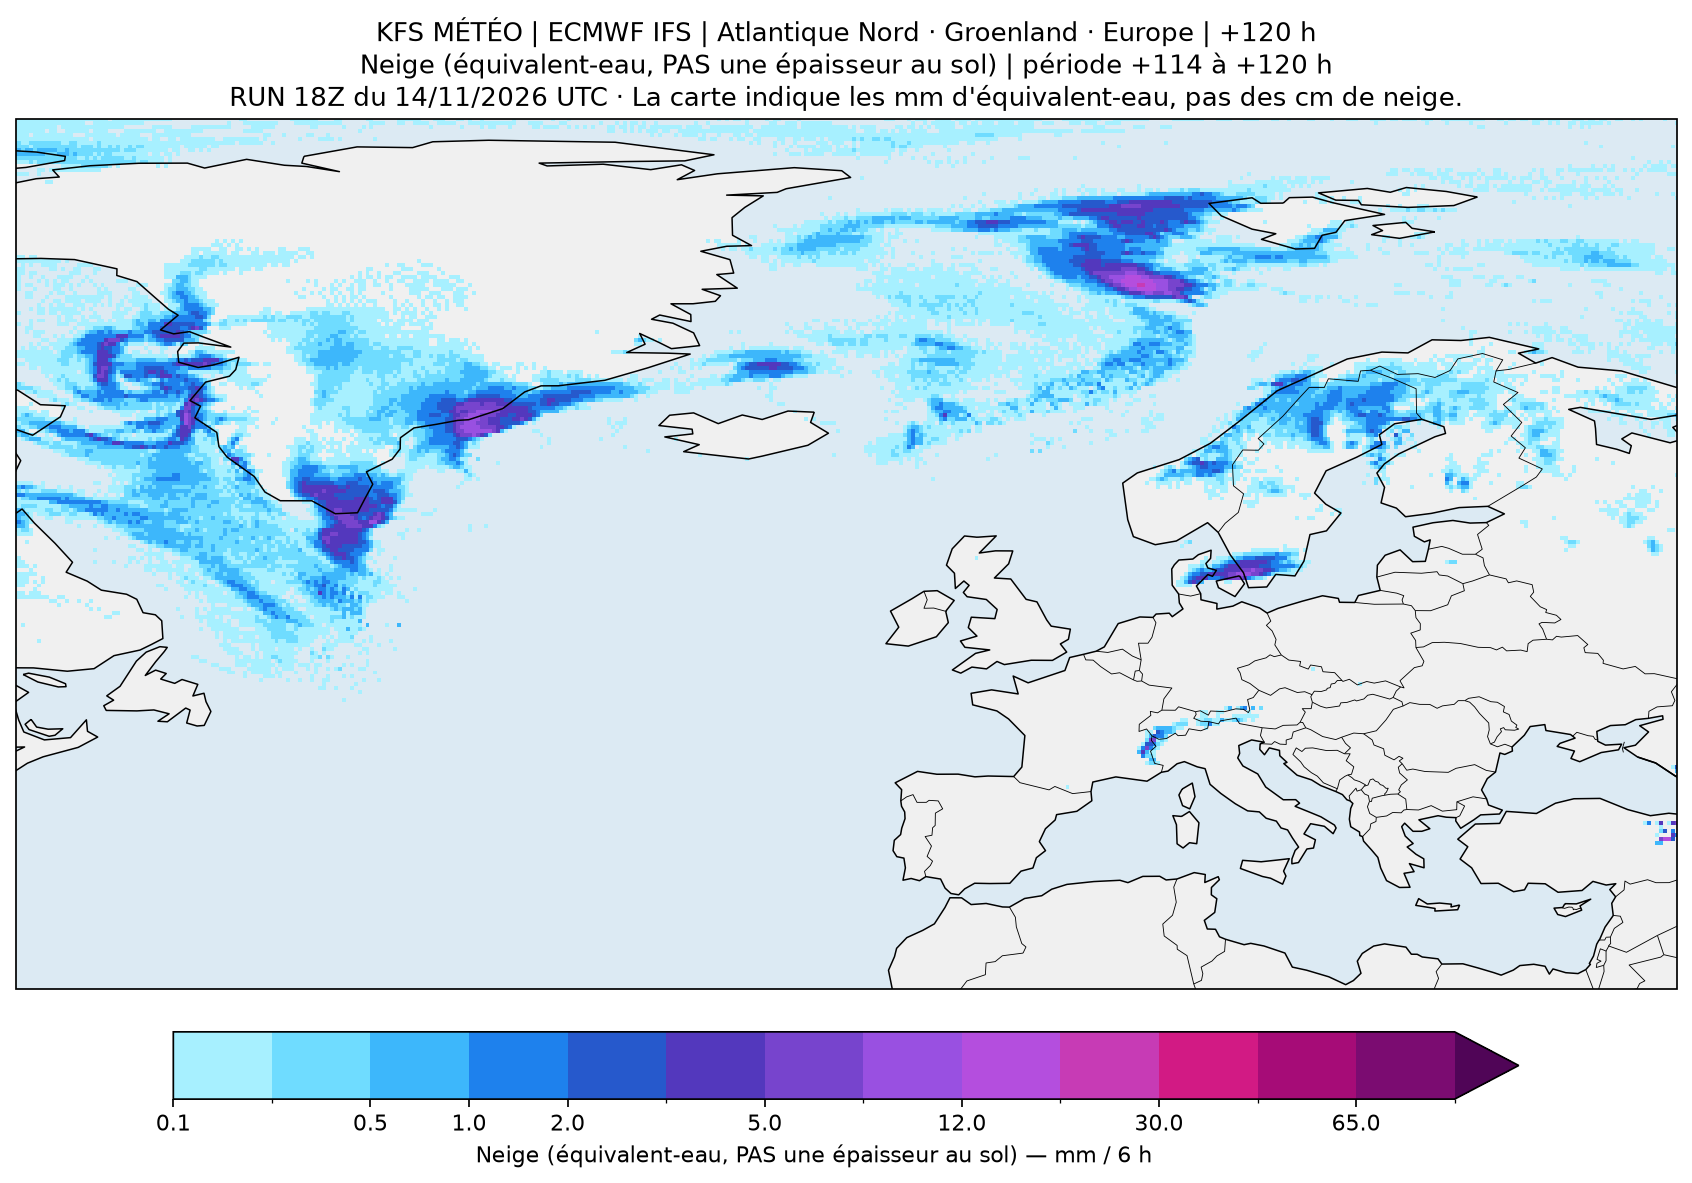 KFS MÉTÉO | ECMWF IFS | Atlantique Nord · Groenland · Europe | +120 h
Neige (équivalent-eau, PAS une épaisseur au sol) | période +114 à +120 h
RUN 18Z du 14/11/2026 UTC · La carte indique les mm d'équivalent-eau, pas des cm de neige.
0.1 0.5 1.0 2.0 5.0 12.0 30.0 65.0
Neige (équivalent-eau, PAS une épaisseur au sol) — mm / 6 h